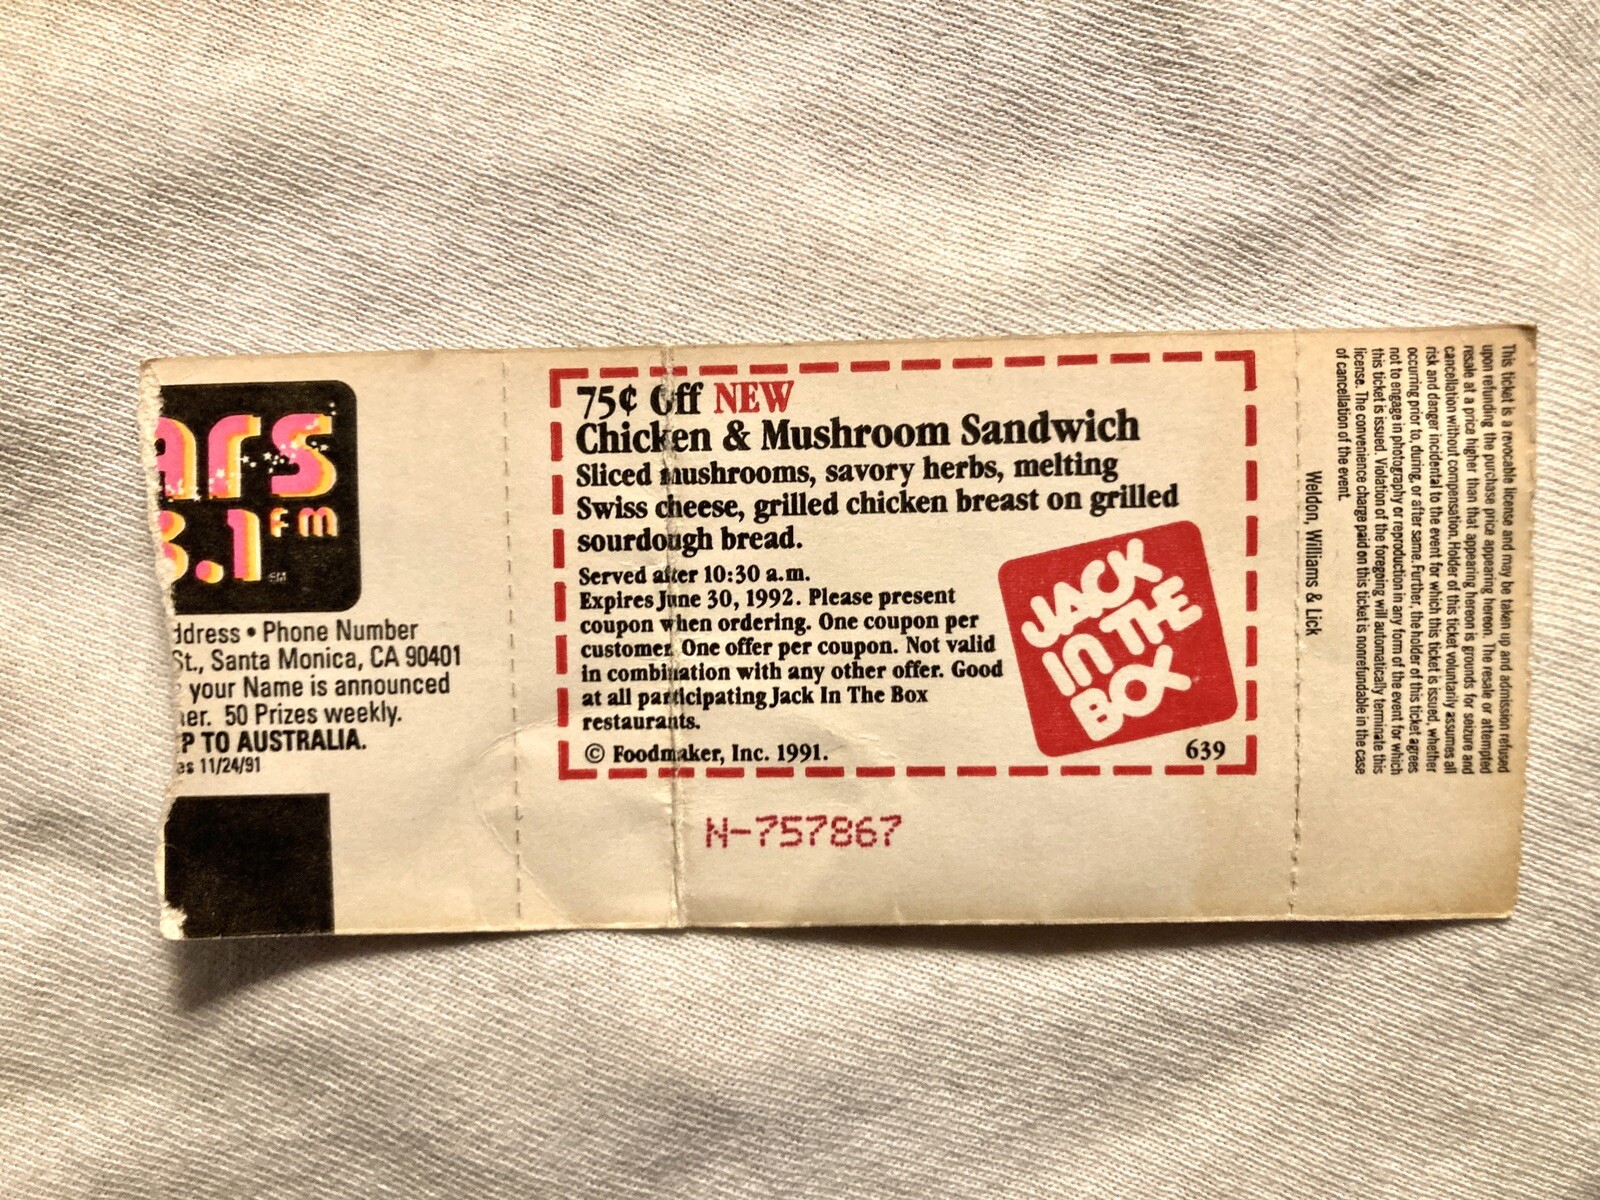 ars
3.1 fm
SM
ddress • Phone Number
St., Santa Monica, CA 90401
your Name is announced
er. 50 Prizes weekly.
P TO AUSTRALIA.
es 11/24/91
75¢ Off NEW
Chicken & Mushroom Sandwich
Sliced mushrooms, savory herbs, melting
Swiss cheese, grilled chicken breast on grilled
sourdough bread.
Served after 10:30 a.m.
Expires June 30, 1992. Please present
coupon when ordering. One coupon per
customer. One offer per coupon. Not valid
in combination with any other offer. Good
at all participating Jack In The Box
restaurants.
© Foodmaker, Inc. 1991.
639
JACK
IN THE
BOX
N-757867
This ticket is a revocable license and may be taken up and admission refused
upon refunding the purchase price appearing hereon. The resale or attempted
resale at a price higher than that appearing hereon is grounds for seizure and
cancellation without compensation. Holder of this ticket voluntarily assumes all
risk and danger incidental to the event for which this ticket is issued, whether
occurring prior to, during, or after same. Further, the holder of this ticket agrees
not to engage in photography or reproduction in any form of the event for which
this ticket is issued. Violation of the foregoing will automatically terminate this
license. The convenience charge paid on this ticket is nonrefundable in the case
of cancellation of the event.
Weldon, Williams & Lick